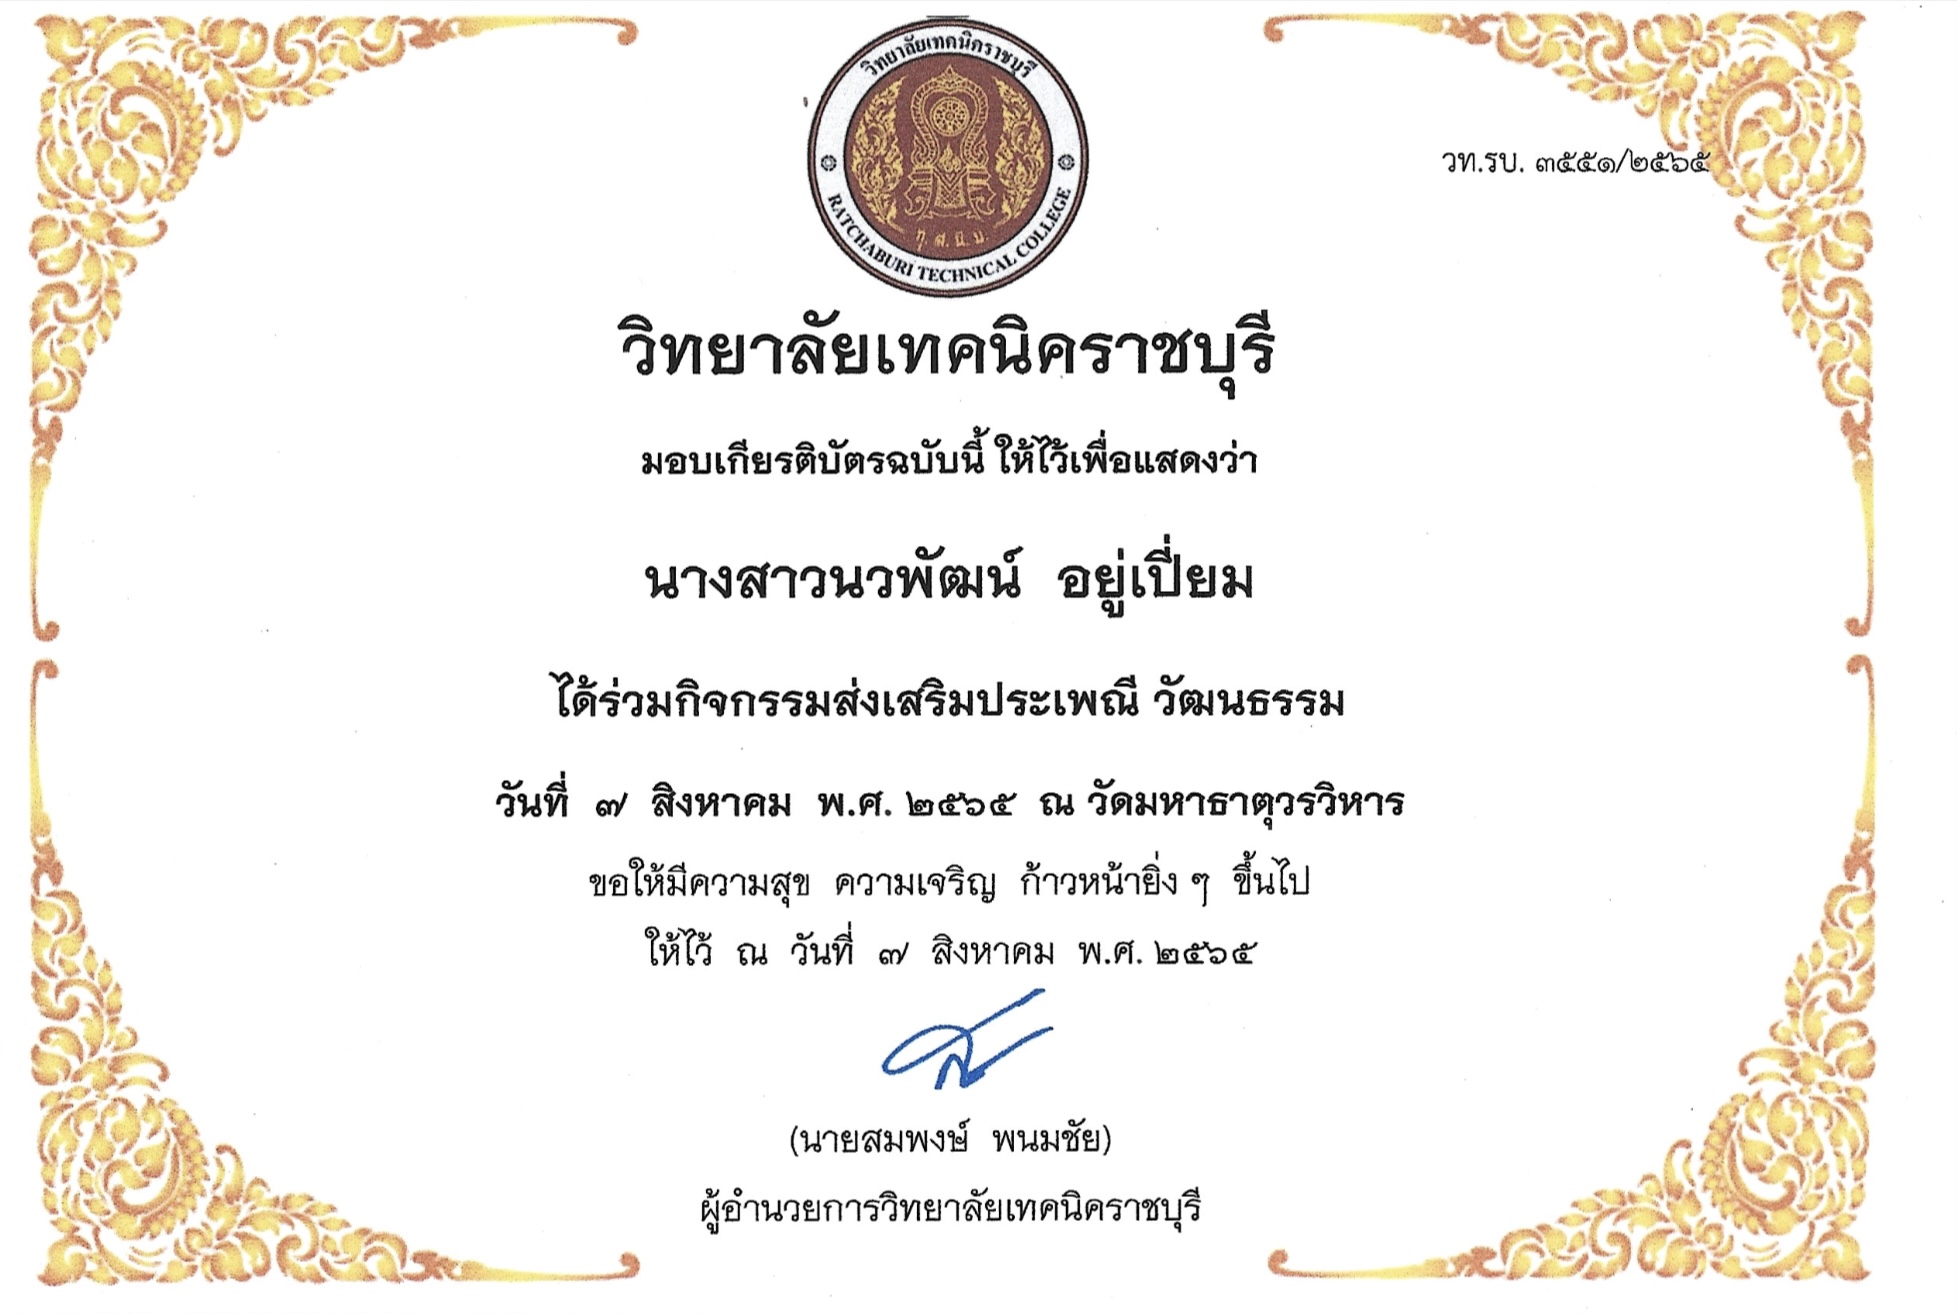 วิทยาลัยเทคนิคราชบุรี
ทุ. ส. นิ. ม.
RATCHABURI TECHNICAL COLLEGE
วท.รบ. ๓๕๕๑/๒๕๖๕
วิทยาลัยเทคนิคราชบุรี
มอบเกียรติบัตรฉบับนี้ ให้ไว้เพื่อแสดงว่า
นางสาวนวพัฒน์ อยู่เปี่ยม
ได้ร่วมกิจกรรมส่งเสริมประเพณี วัฒนธรรม
วันที่ ๗ สิงหาคม พ.ศ. ๒๕๖๕ ณ วัดมหาธาตุวรวิหาร
ขอให้มีความสุข ความเจริญ ก้าวหน้ายิ่ง ๆ ขึ้นไป
ให้ไว้ ณ วันที่ ๗ สิงหาคม พ.ศ. ๒๕๖๕
(นายสมพงษ์ พนมชัย)
ผู้อำนวยการวิทยาลัยเทคนิคราชบุรี